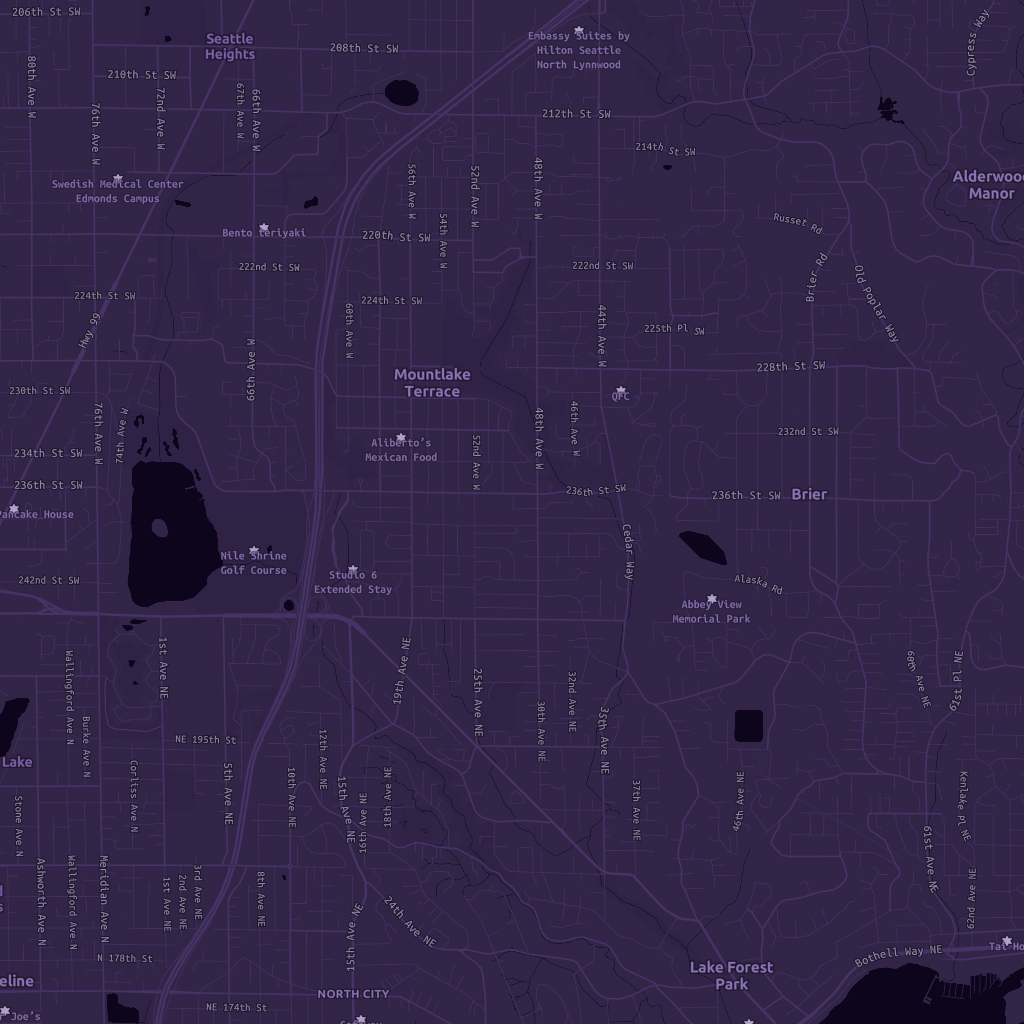 206th St SW
Seattle
Heights
208th St SW
Embassy Suites by
Hilton Seattle
North Lynnwood
Cypress Way
80th Ave W
210th St SW
72nd Ave W
67th Ave W
66th Ave W
76th Ave W
212th St SW
214th St SW
Swedish Medical Center
Edmonds Campus
56th Ave W
52nd Ave W
48th Ave W
Alderwood
Manor
54th Ave W
Bento teriyaki
220th St SW
Russet Rd
222nd St SW
222nd St SW
Brier Rd
Old Poplar Way
224th St SW
224th St SW
Hwy 99
60th Ave W
44th Ave W
225th Pl SW
66th Ave W
Mountlake
Terrace
228th St SW
230th St SW
QFC
76th Ave W
74th Ave W
48th Ave W
46th Ave W
Aliberto's
Mexican Food
52nd Ave W
232nd St SW
234th St SW
236th St SW
236th St SW
236th St SW
Brier
Pancake House
Cedar Way
Nile Shrine
Golf Course
Studio 6
Extended Stay
242nd St SW
Alaska Rd
Abbey View
Memorial Park
Wallingford Ave N
1st Ave NE
19th Ave NE
25th Ave NE
32nd Ave NE
60th Ave NE
61st Pl NE
30th Ave NE
35th Ave NE
Burke Ave N
NE 195th St
Lake
12th Ave NE
Corliss Ave N
5th Ave NE
10th Ave NE
15th Ave NE
16th Ave NE
18th Ave NE
37th Ave NE
46th Ave NE
Kenlake Pl NE
Stone Ave N
61st Ave NE
Ashworth Ave N
Wallingford Ave N
Meridian Ave N
1st Ave NE
2nd Ave NE
3rd Ave NE
8th Ave NE
62nd Ave NE
24th Ave NE
15th Ave NE
Bothell Way NE
N 178th St
Lake Forest
Park
eline
NORTH CITY
NE 174th St
Joe's